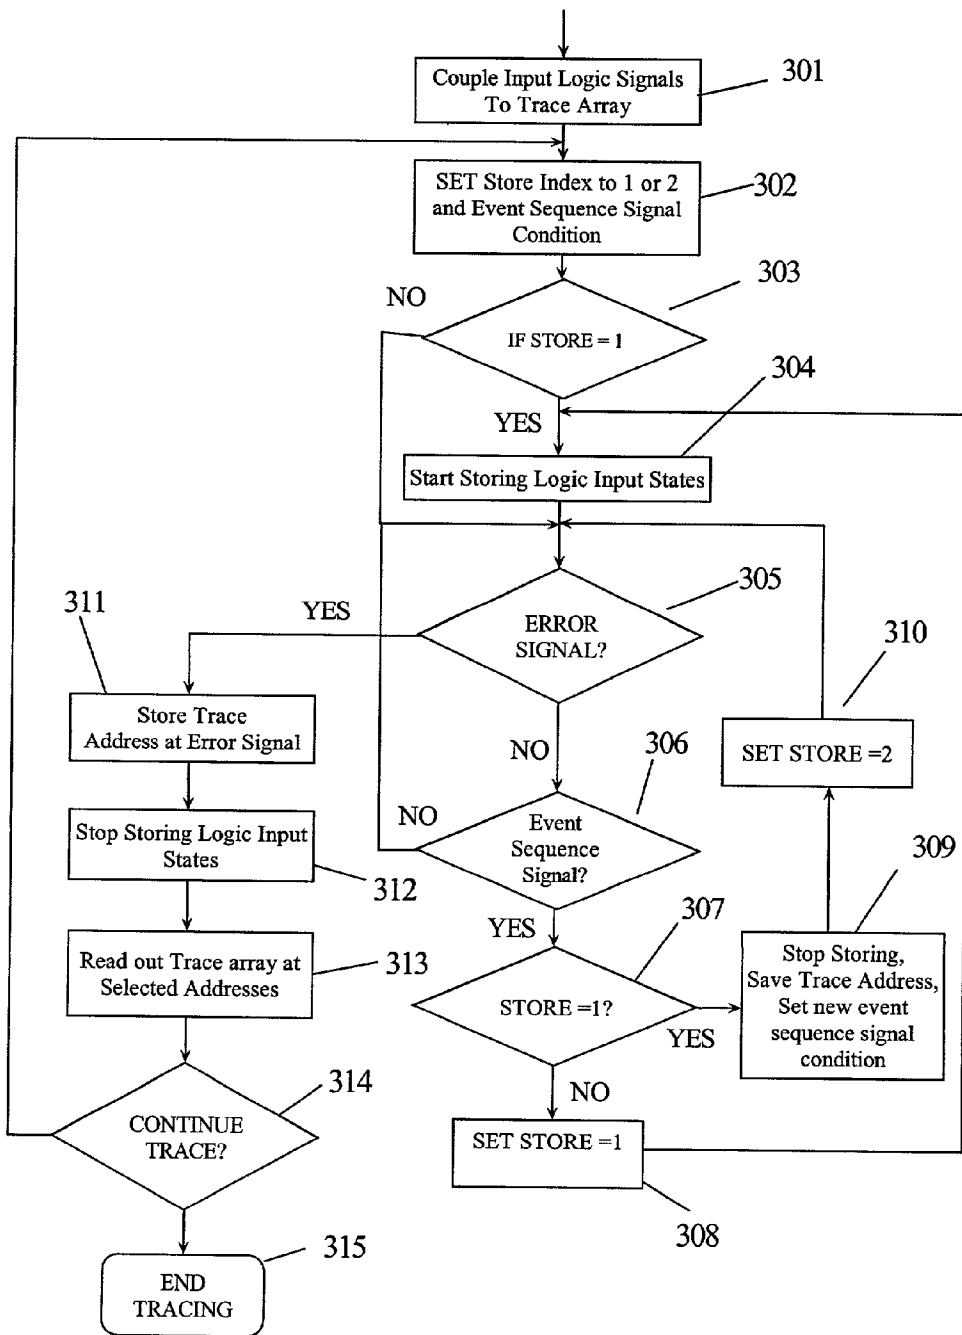 Couple Input Logic Signals
To Trace Array
301
SET Store Index to 1 or 2
and Event Sequence Signal
Condition
302
303
NO
IF STORE = 1
304
YES
Start Storing Logic Input States
305
311
YES
ERROR
SIGNAL?
310
Store Trace
Address at Error Signal
NO
306
SET STORE =2
Stop Storing Logic Input
States
312
NO
Event
Sequence
Signal?
309
307
YES
Read out Trace array at
Selected Addresses
313
STORE =1?
YES
Stop Storing,
Save Trace Address,
Set new event
sequence signal
condition
314
NO
CONTINUE
TRACE?
SET STORE =1
308
315
END
TRACING